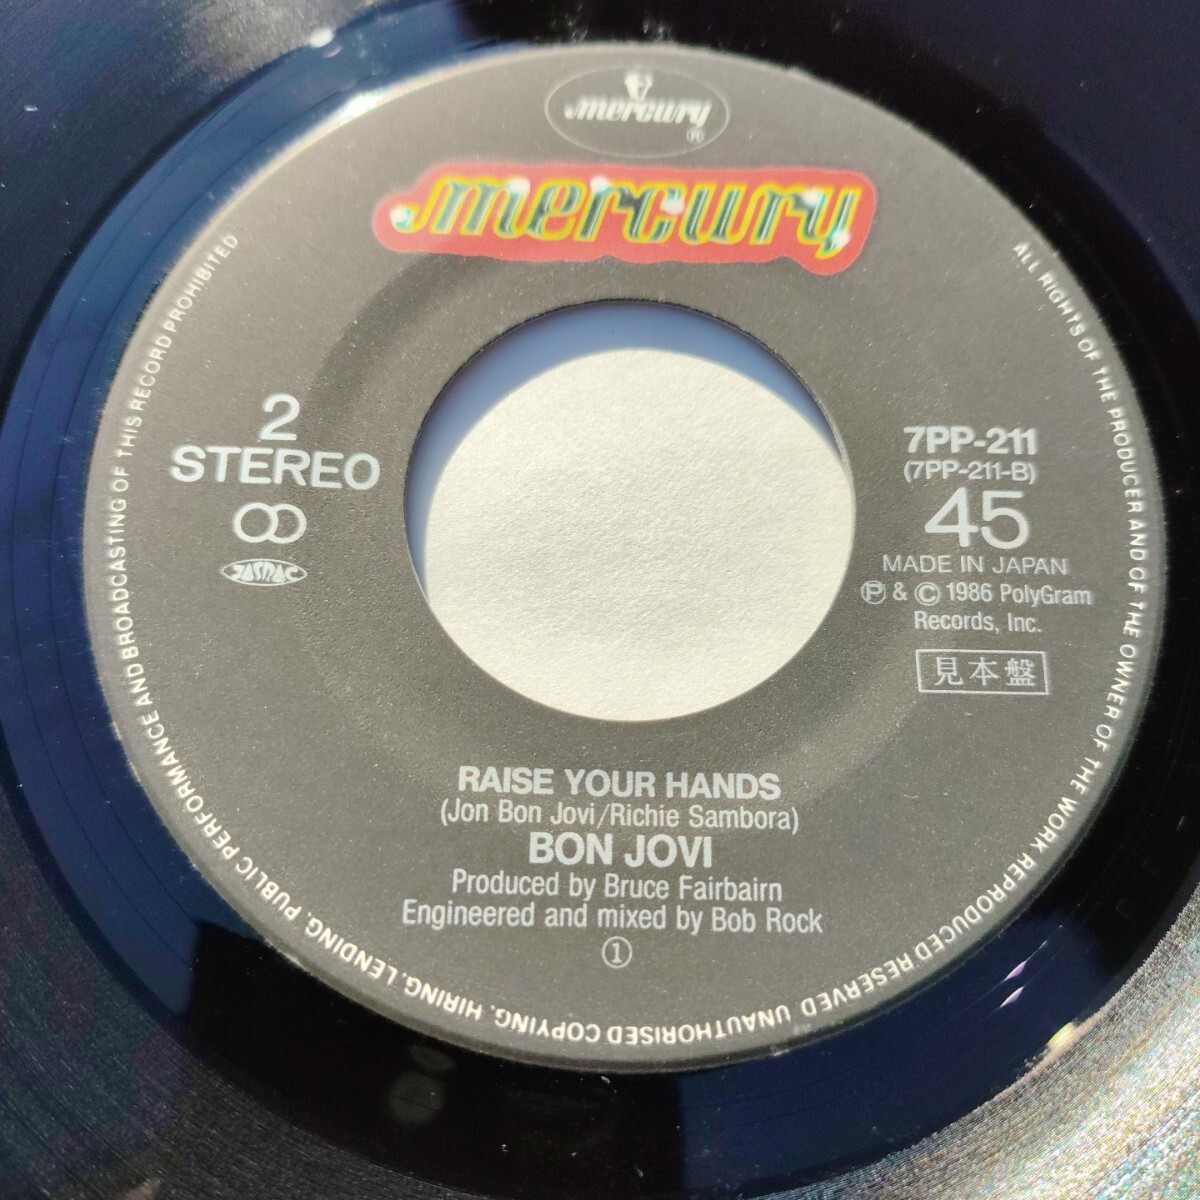 mercury
®
mercury
2
STEREO
JASRAC
7PP-211
(7PP-211-B)
45
MADE IN JAPAN
Ⓟ & © 1986 PolyGram
Records, Inc.
見本盤
RAISE YOUR HANDS
(Jon Bon Jovi/Richie Sambora)
BON JOVI
Produced by Bruce Fairbairn
Engineered and mixed by Bob Rock
①
ALL RIGHTS OF THE PRODUCER AND OF THE OWNER OF THE WORK REPRODUCED RESERVED UNAUTHORISED COPYING. HIRING. LENDING. PUBLIC PERFORMANCE AND BROADCASTING OF THIS RECORD PROHIBITED